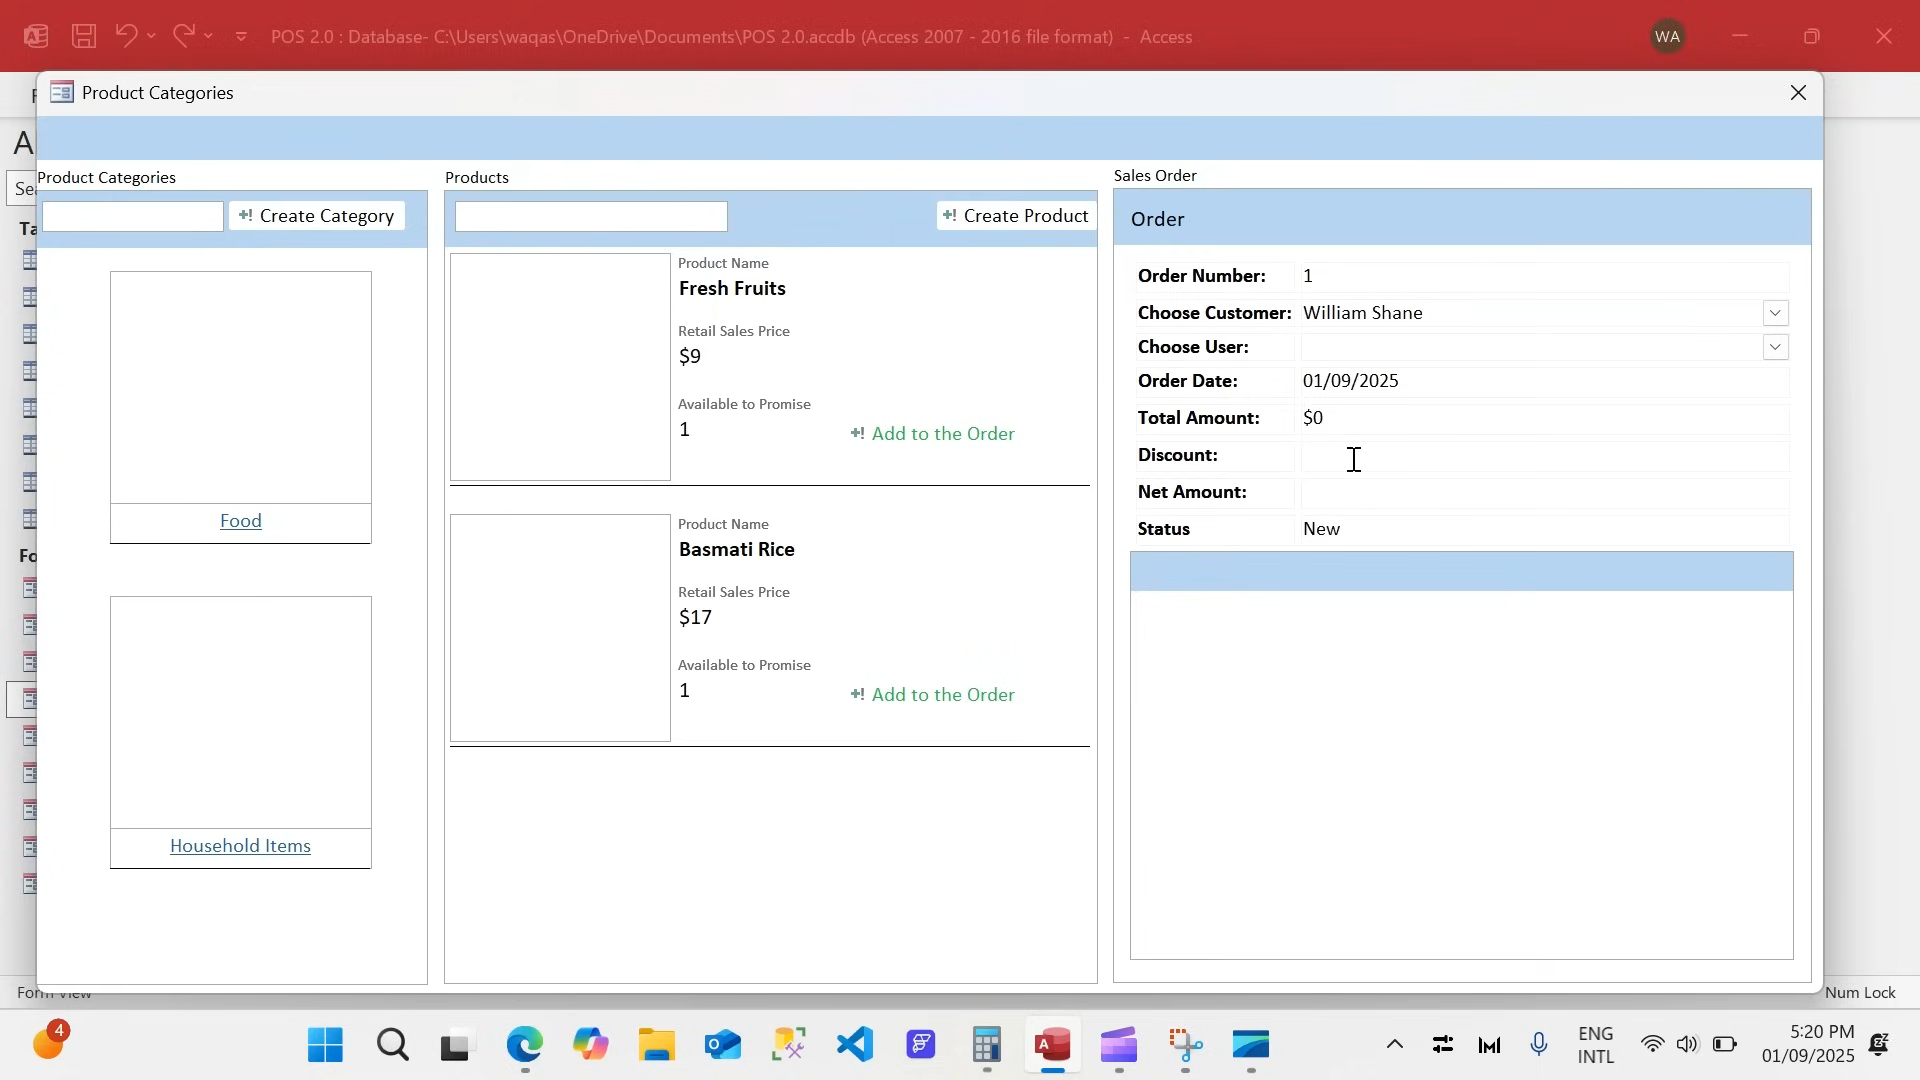 POS 2.0 : Database- C:\Users\waqas\OneDrive\Documents\POS 2.0.accdb (Access 2007 - 2016 file format)  -  Access
WA
Product Categories
Product Categories
Create Category
Food
Household Items
Products
Create Product
Product Name
Fresh Fruits
Retail Sales Price
$9
Available to Promise
1
Add to the Order
Product Name
Basmati Rice
Retail Sales Price
$17
Available to Promise
1
Add to the Order
Sales Order
Order
Order Number: 1
Choose Customer: William Shane
Choose User:
Order Date: 01/09/2025
Total Amount: $0
Discount:
Net Amount:
Status New
Form View
Num Lock
4
ENG
INTL
5:20 PM
01/09/2025